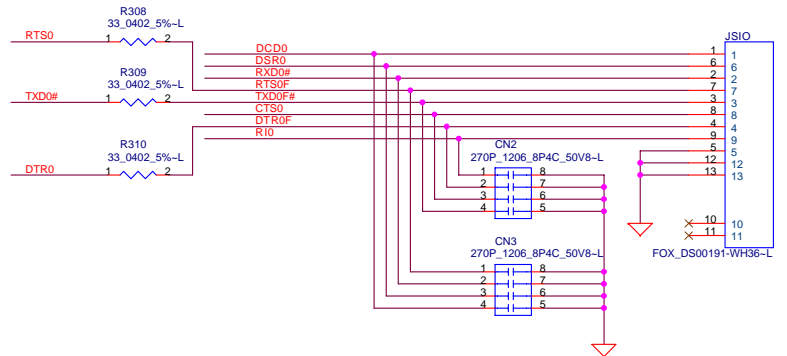 R308
33_0402_5%~L
RTS0
1 2
R309
33_0402_5%~L
TXD0#
1 2
R310
33_0402_5%~L
DTR0
1 2
DCD0
DSR0
RXD0#
RTS0F
TXD0F#
CTS0
DTR0F
RI0
JSIO
1 1
6 6
2 2
7 7
3 3
8 8
4 4
9 9
5 5
12 12
13 13
10 10
11 11
FOX_DS00191-WH36~L
CN2
270P_1206_8P4C_50V8~L
1 8
2 7
3 6
4 5
CN3
270P_1206_8P4C_50V8~L
1 8
2 7
3 6
4 5